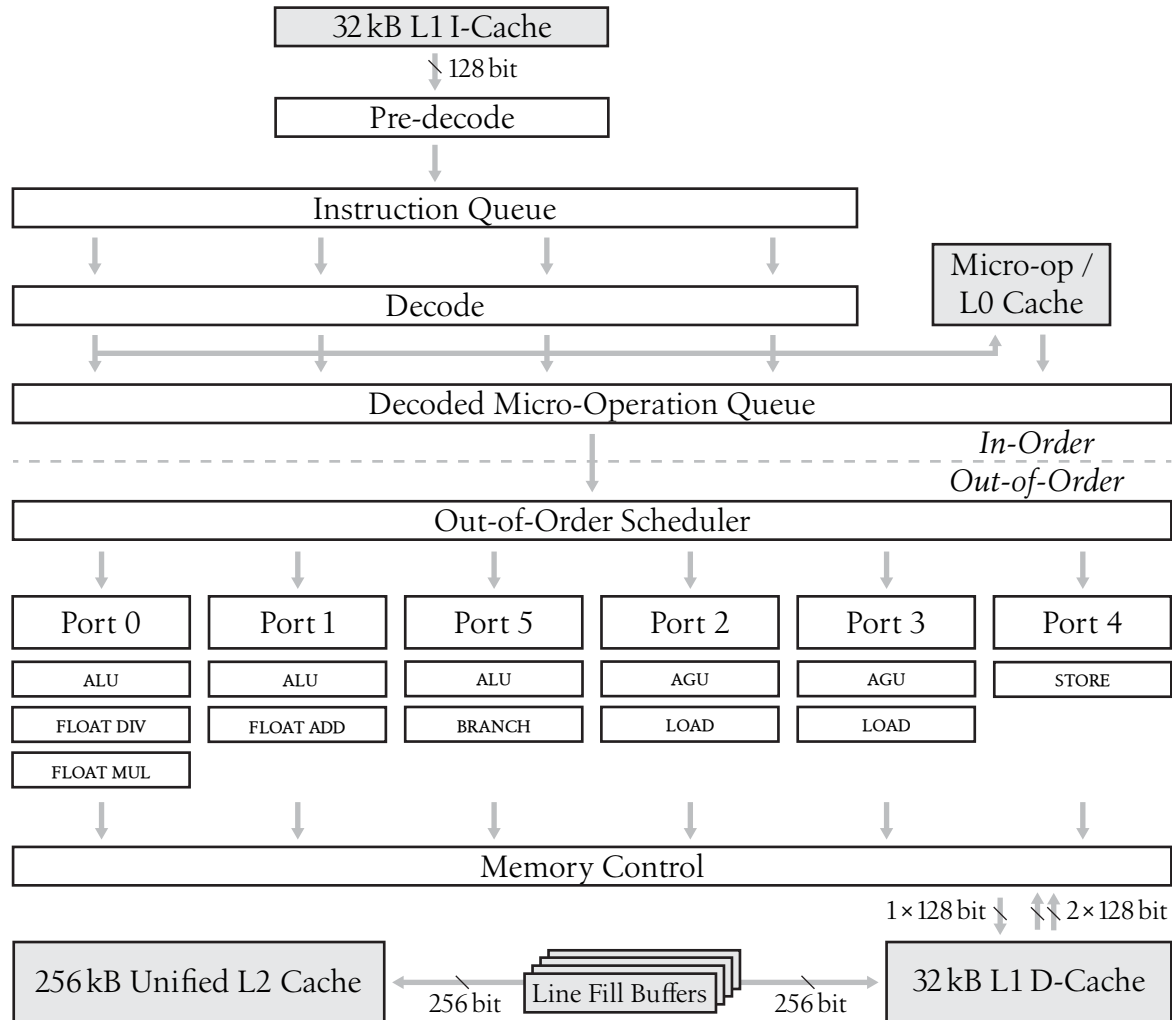 32 kB L1 I-Cache
128 bit
Pre-decode
Instruction Queue
Micro-op /
L0 Cache
Decode
Decoded Micro-Operation Queue
In-Order
Out-of-Order
Out-of-Order Scheduler
Port 0
Port 1
Port 5
Port 2
Port 3
Port 4
ALU
ALU
ALU
AGU
AGU
STORE
FLOAT DIV
FLOAT ADD
BRANCH
LOAD
LOAD
FLOAT MUL
Memory Control
1 × 128 bit
2 × 128 bit
256 kB Unified L2 Cache
256 bit
Line Fill Buffers
256 bit
32 kB L1 D-Cache